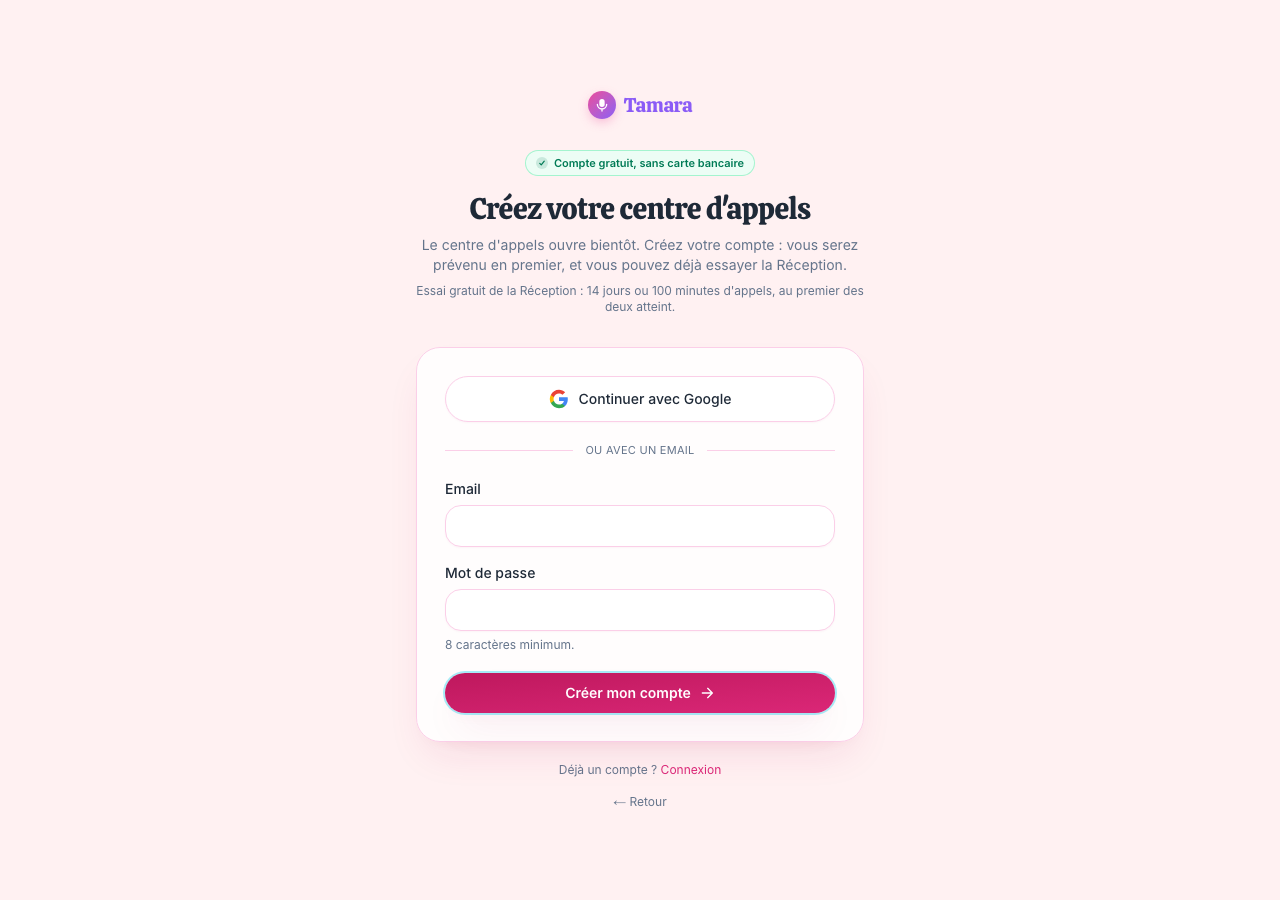 Tamara
Compte gratuit, sans carte bancaire
Créez votre centre d'appels
Le centre d'appels ouvre bientôt. Créez votre compte : vous serez
prévenu en premier, et vous pouvez déjà essayer la Réception.
Essai gratuit de la Réception : 14 jours ou 100 minutes d'appels, au premier des
deux atteint.
Continuer avec Google
OU AVEC UN EMAIL
Email
Mot de passe
8 caractères minimum.
Créer mon compte →
Déjà un compte ? Connexion
← Retour